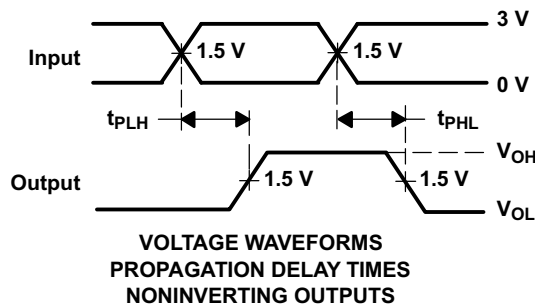 3 V
Input
1.5 V
1.5 V
0 V
tPLH
tPHL
VOH
Output
1.5 V
1.5 V
VOL
VOLTAGE WAVEFORMS
PROPAGATION DELAY TIMES
NONINVERTING OUTPUTS